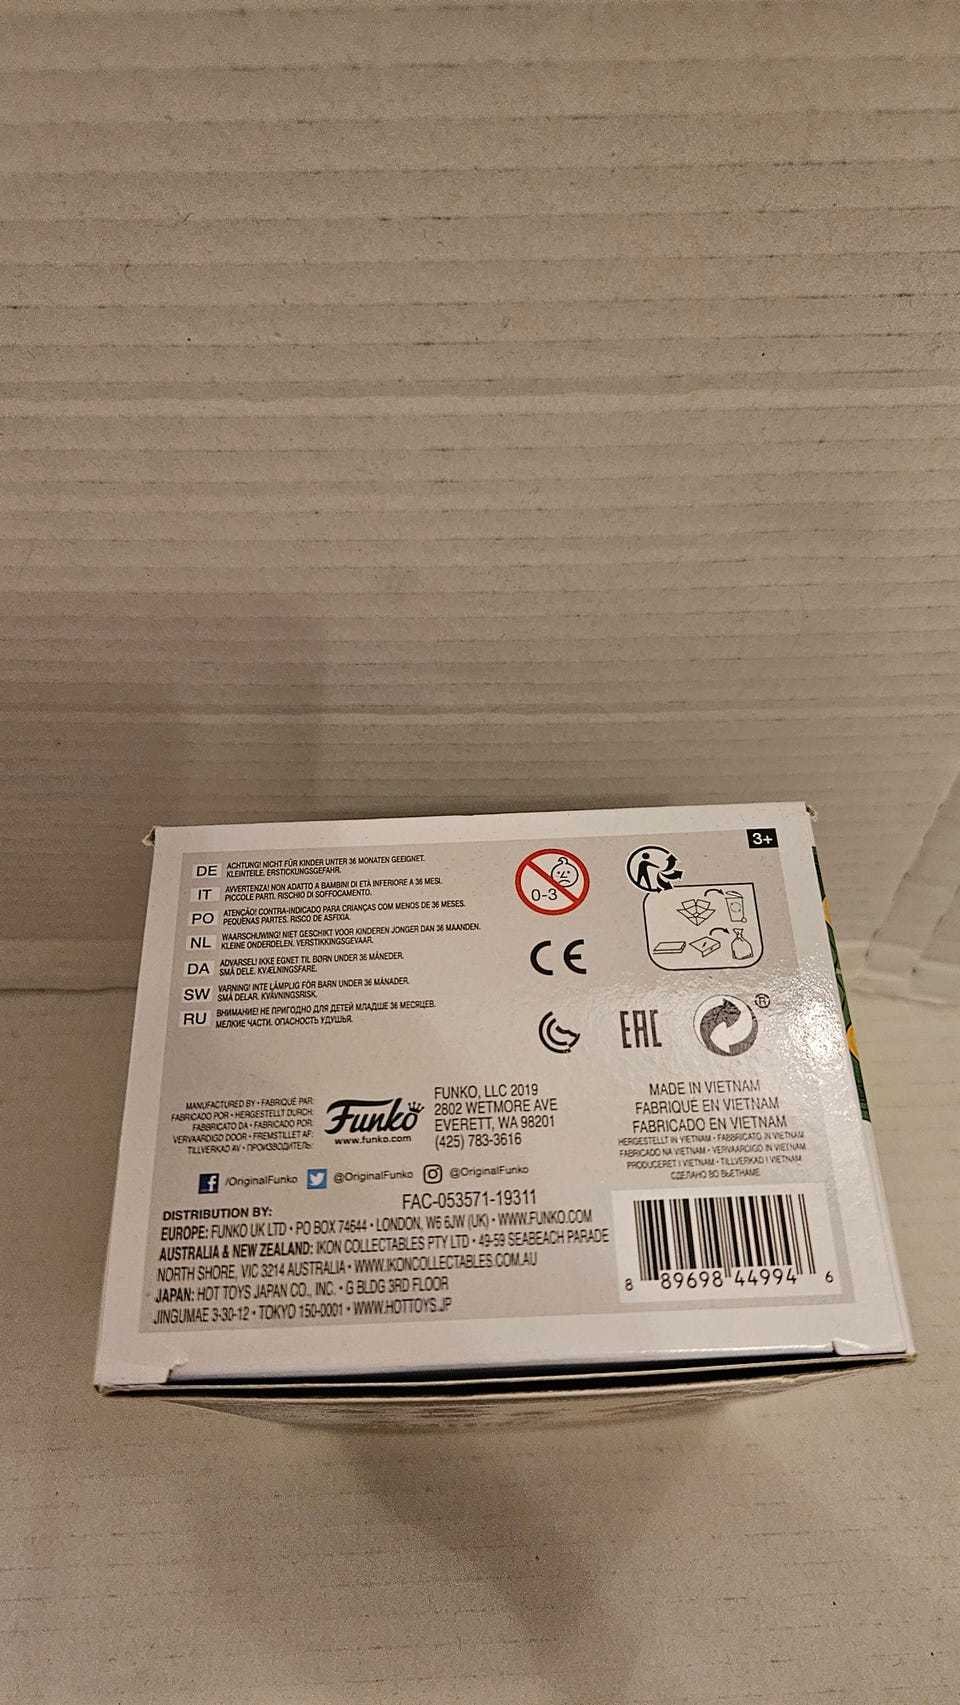 3+
DE ACHTUNG! NICHT FÜR KINDER UNTER 36 MONATEN GEEIGNET.
KLEINTEILE. ERSTICKUNGSGEFAHR.
IT AVVERTENZA! NON ADATTO A BAMBINI DI ETÀ INFERIORE A 36 MESI.
PICCOLE PARTI. RISCHIO DI SOFFOCAMENTO.
PO ATENÇÃO! CONTRA-INDICADO PARA CRIANÇAS COM MENOS DE 36 MESES.
PEQUENAS PARTES. RISCO DE ASFIXIA.
NL WAARSCHUWING! NIET GESCHIKT VOOR KINDEREN JONGER DAN 36 MAANDEN.
KLEINE ONDERDELEN. VERSTIKKINGSGEVAAR.
DA ADVARSEL! IKKE EGNET TIL BØRN UNDER 36 MÅNEDER.
SMÅ DELE. KVÆLNINGSFARE.
SW VARNING! INTE LÄMPLIG FÖR BARN UNDER 36 MÅNADER.
SMÅ DELAR. KVÄVNINGSRISK.
RU ВНИМАНИЕ! НЕ ПРИГОДНО ДЛЯ ДЕТЕЙ МЛАДШЕ 36 МЕСЯЦЕВ.
МЕЛКИЕ ЧАСТИ. ОПАСНОСТЬ УДУШЬЯ.
0-3
CE
EAC
®
MANUFACTURED BY • FABRIQUÉ PAR:
FABRICADO POR • HERGESTELLT DURCH:
FABBRICATO DA • FABRICADO POR:
VERVAARDIGD DOOR • FREMSTILLET AF:
TILLVERKAD AV • ПРОИЗВОДИТЕЛЬ:
Funko
www.funko.com
FUNKO, LLC 2019
2802 WETMORE AVE
EVERETT, WA 98201
(425) 783-3616
MADE IN VIETNAM
FABRIQUÉ EN VIETNAM
FABRICADO EN VIETNAM
HERGESTELLT IN VIETNAM • FABBRICATO IN VIETNAM
FABRICADO NA VIETNAM • VERVAARDIGD IN VIETNAM
PRODUCERET I VIETNAM • TILLVERKAD I VIETNAM
СДЕЛАНО ВО ВЬЕТНАМЕ
/OriginalFunko @OriginalFunko @OriginalFunko
FAC-053571-19311
DISTRIBUTION BY:
EUROPE: FUNKO UK LTD • PO BOX 74644 • LONDON, W6 6JW (UK) • WWW.FUNKO.COM
AUSTRALIA & NEW ZEALAND: IKON COLLECTABLES PTY LTD • 49-59 SEABEACH PARADE
NORTH SHORE, VIC 3214 AUSTRALIA • WWW.IKONCOLLECTABLES.COM.AU
JAPAN: HOT TOYS JAPAN CO., INC. • G BLDG 3RD FLOOR
JINGUMAE 3-30-12 • TOKYO 150-0001 • WWW.HOTTOYS.JP
8 89698 44994 6